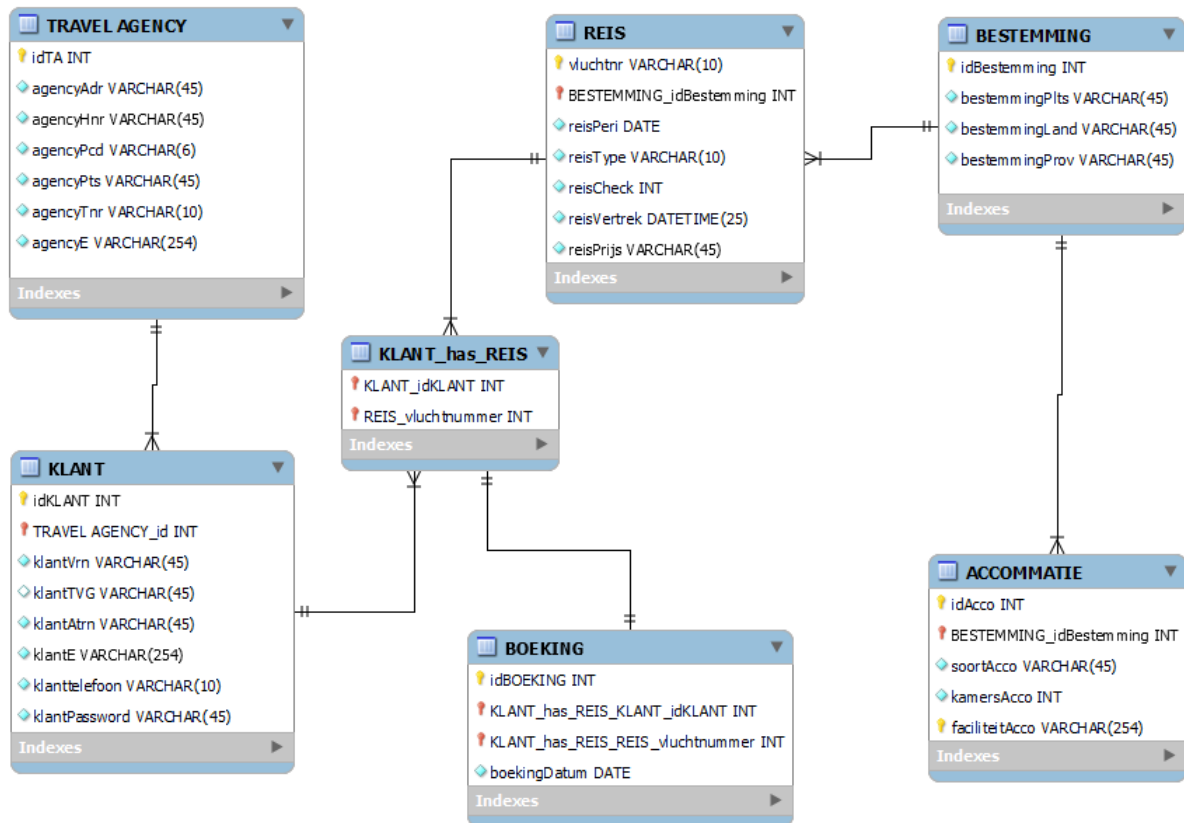 TRAVEL AGENCY
idTA INT
agencyAdr VARCHAR(45)
agencyHnr VARCHAR(45)
agencyPcd VARCHAR(6)
agencyPts VARCHAR(45)
agencyTnr VARCHAR(10)
agencyE VARCHAR(254)
Indexes
REIS
vluchtnr VARCHAR(10)
BESTEMMING_idBestemming INT
reisPeri DATE
reisType VARCHAR(10)
reisCheck INT
reisVertrek DATETIME(25)
reisPrijs VARCHAR(45)
Indexes
BESTEMMING
idBestemming INT
bestemmingPlts VARCHAR(45)
bestemmingLand VARCHAR(45)
bestemmingProv VARCHAR(45)
Indexes
KLANT_has_REIS
KLANT_idKLANT INT
REIS_vluchtnummer INT
Indexes
KLANT
idKLANT INT
TRAVEL AGENCY_id INT
klantVrn VARCHAR(45)
klantTVG VARCHAR(45)
klantAtrn VARCHAR(45)
klantE VARCHAR(254)
klanttelefoon VARCHAR(10)
klantPassword VARCHAR(45)
Indexes
BOEKING
idBOEKING INT
KLANT_has_REIS_KLANT_idKLANT INT
KLANT_has_REIS_REIS_vluchtnummer INT
boekingDatum DATE
Indexes
ACCOMMATIE
idAcco INT
BESTEMMING_idBestemming INT
soortAcco VARCHAR(45)
kamersAcco INT
faciliteitAcco VARCHAR(254)
Indexes